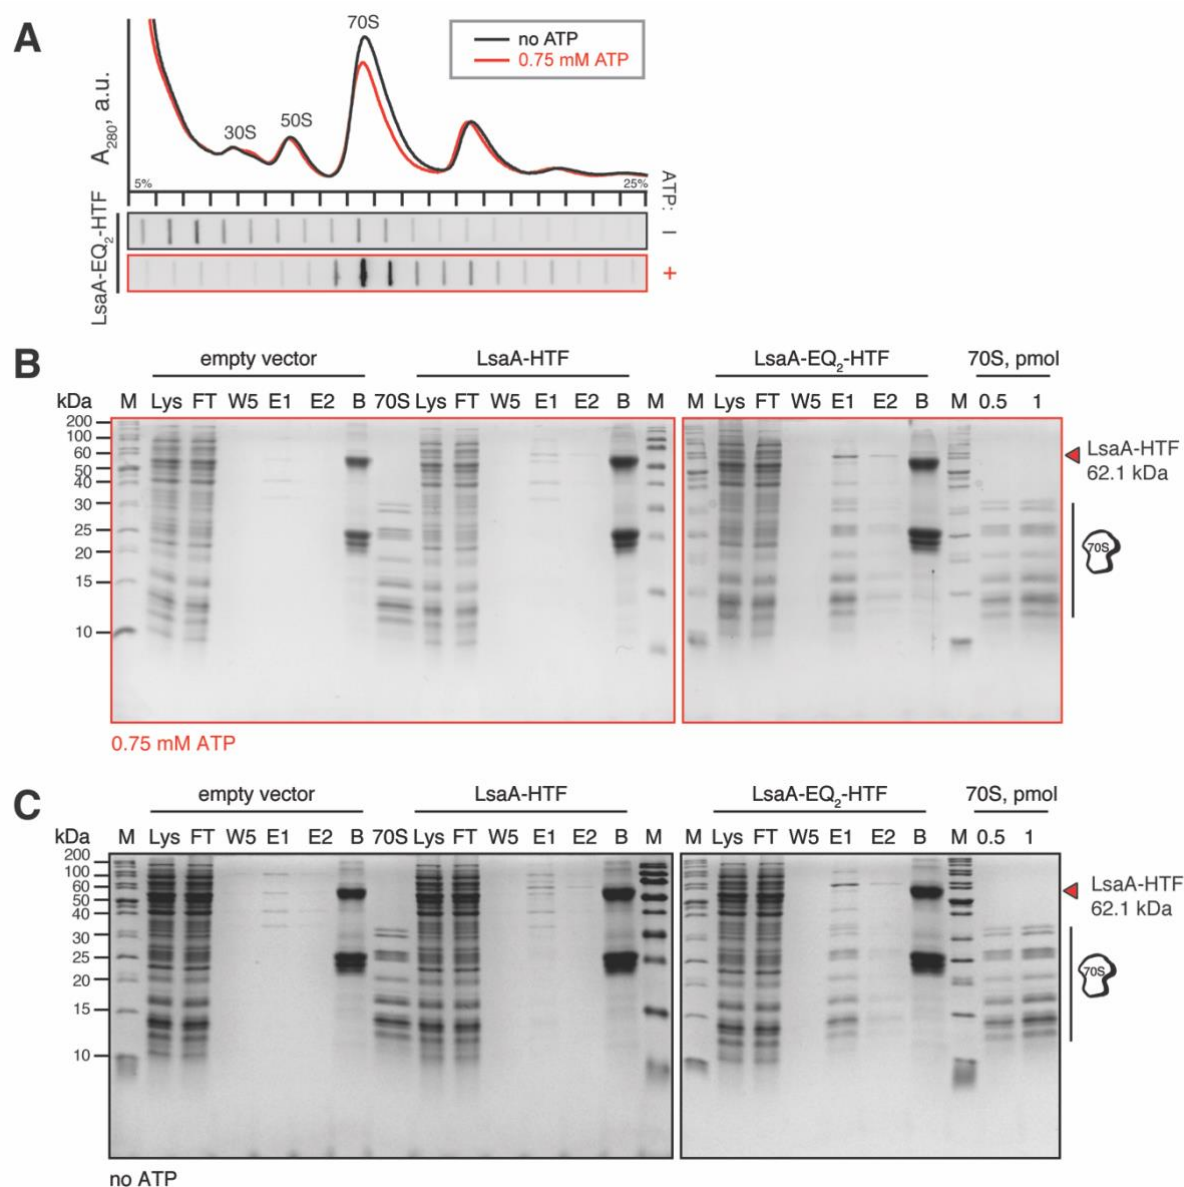 A
70S
no ATP
0.75 mM ATP
30S
50S
A280, a.u.
5%
25%
ATP:
LsaA-EQ2-HTF
–
+
B
empty vector
LsaA-HTF
LsaA-EQ2-HTF
70S, pmol
kDa M Lys FT W5 E1 E2 B 70S Lys FT W5 E1 E2 B M M Lys FT W5 E1 E2 B M 0.5 1
200
100
60
50
40
30
25
20
15
10
LsaA-HTF
62.1 kDa
70S
0.75 mM ATP
C
empty vector
LsaA-HTF
LsaA-EQ2-HTF
70S, pmol
kDa M Lys FT W5 E1 E2 B 70S Lys FT W5 E1 E2 B M M Lys FT W5 E1 E2 B M 0.5 1
200
100
60
50
40
30
25
20
15
10
LsaA-HTF
62.1 kDa
70S
no ATP